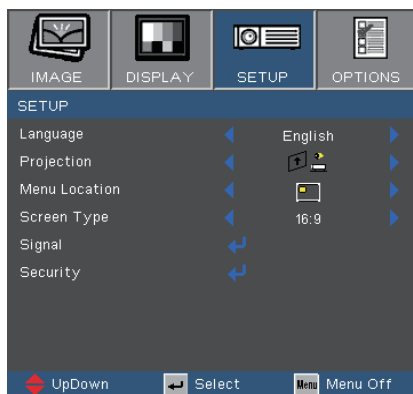 IMAGE DISPLAY SETUP OPTIONS
SETUP
Language English
Projection
Menu Location
Screen Type 16:9
Signal
Security
UpDown Select Menu Menu Off